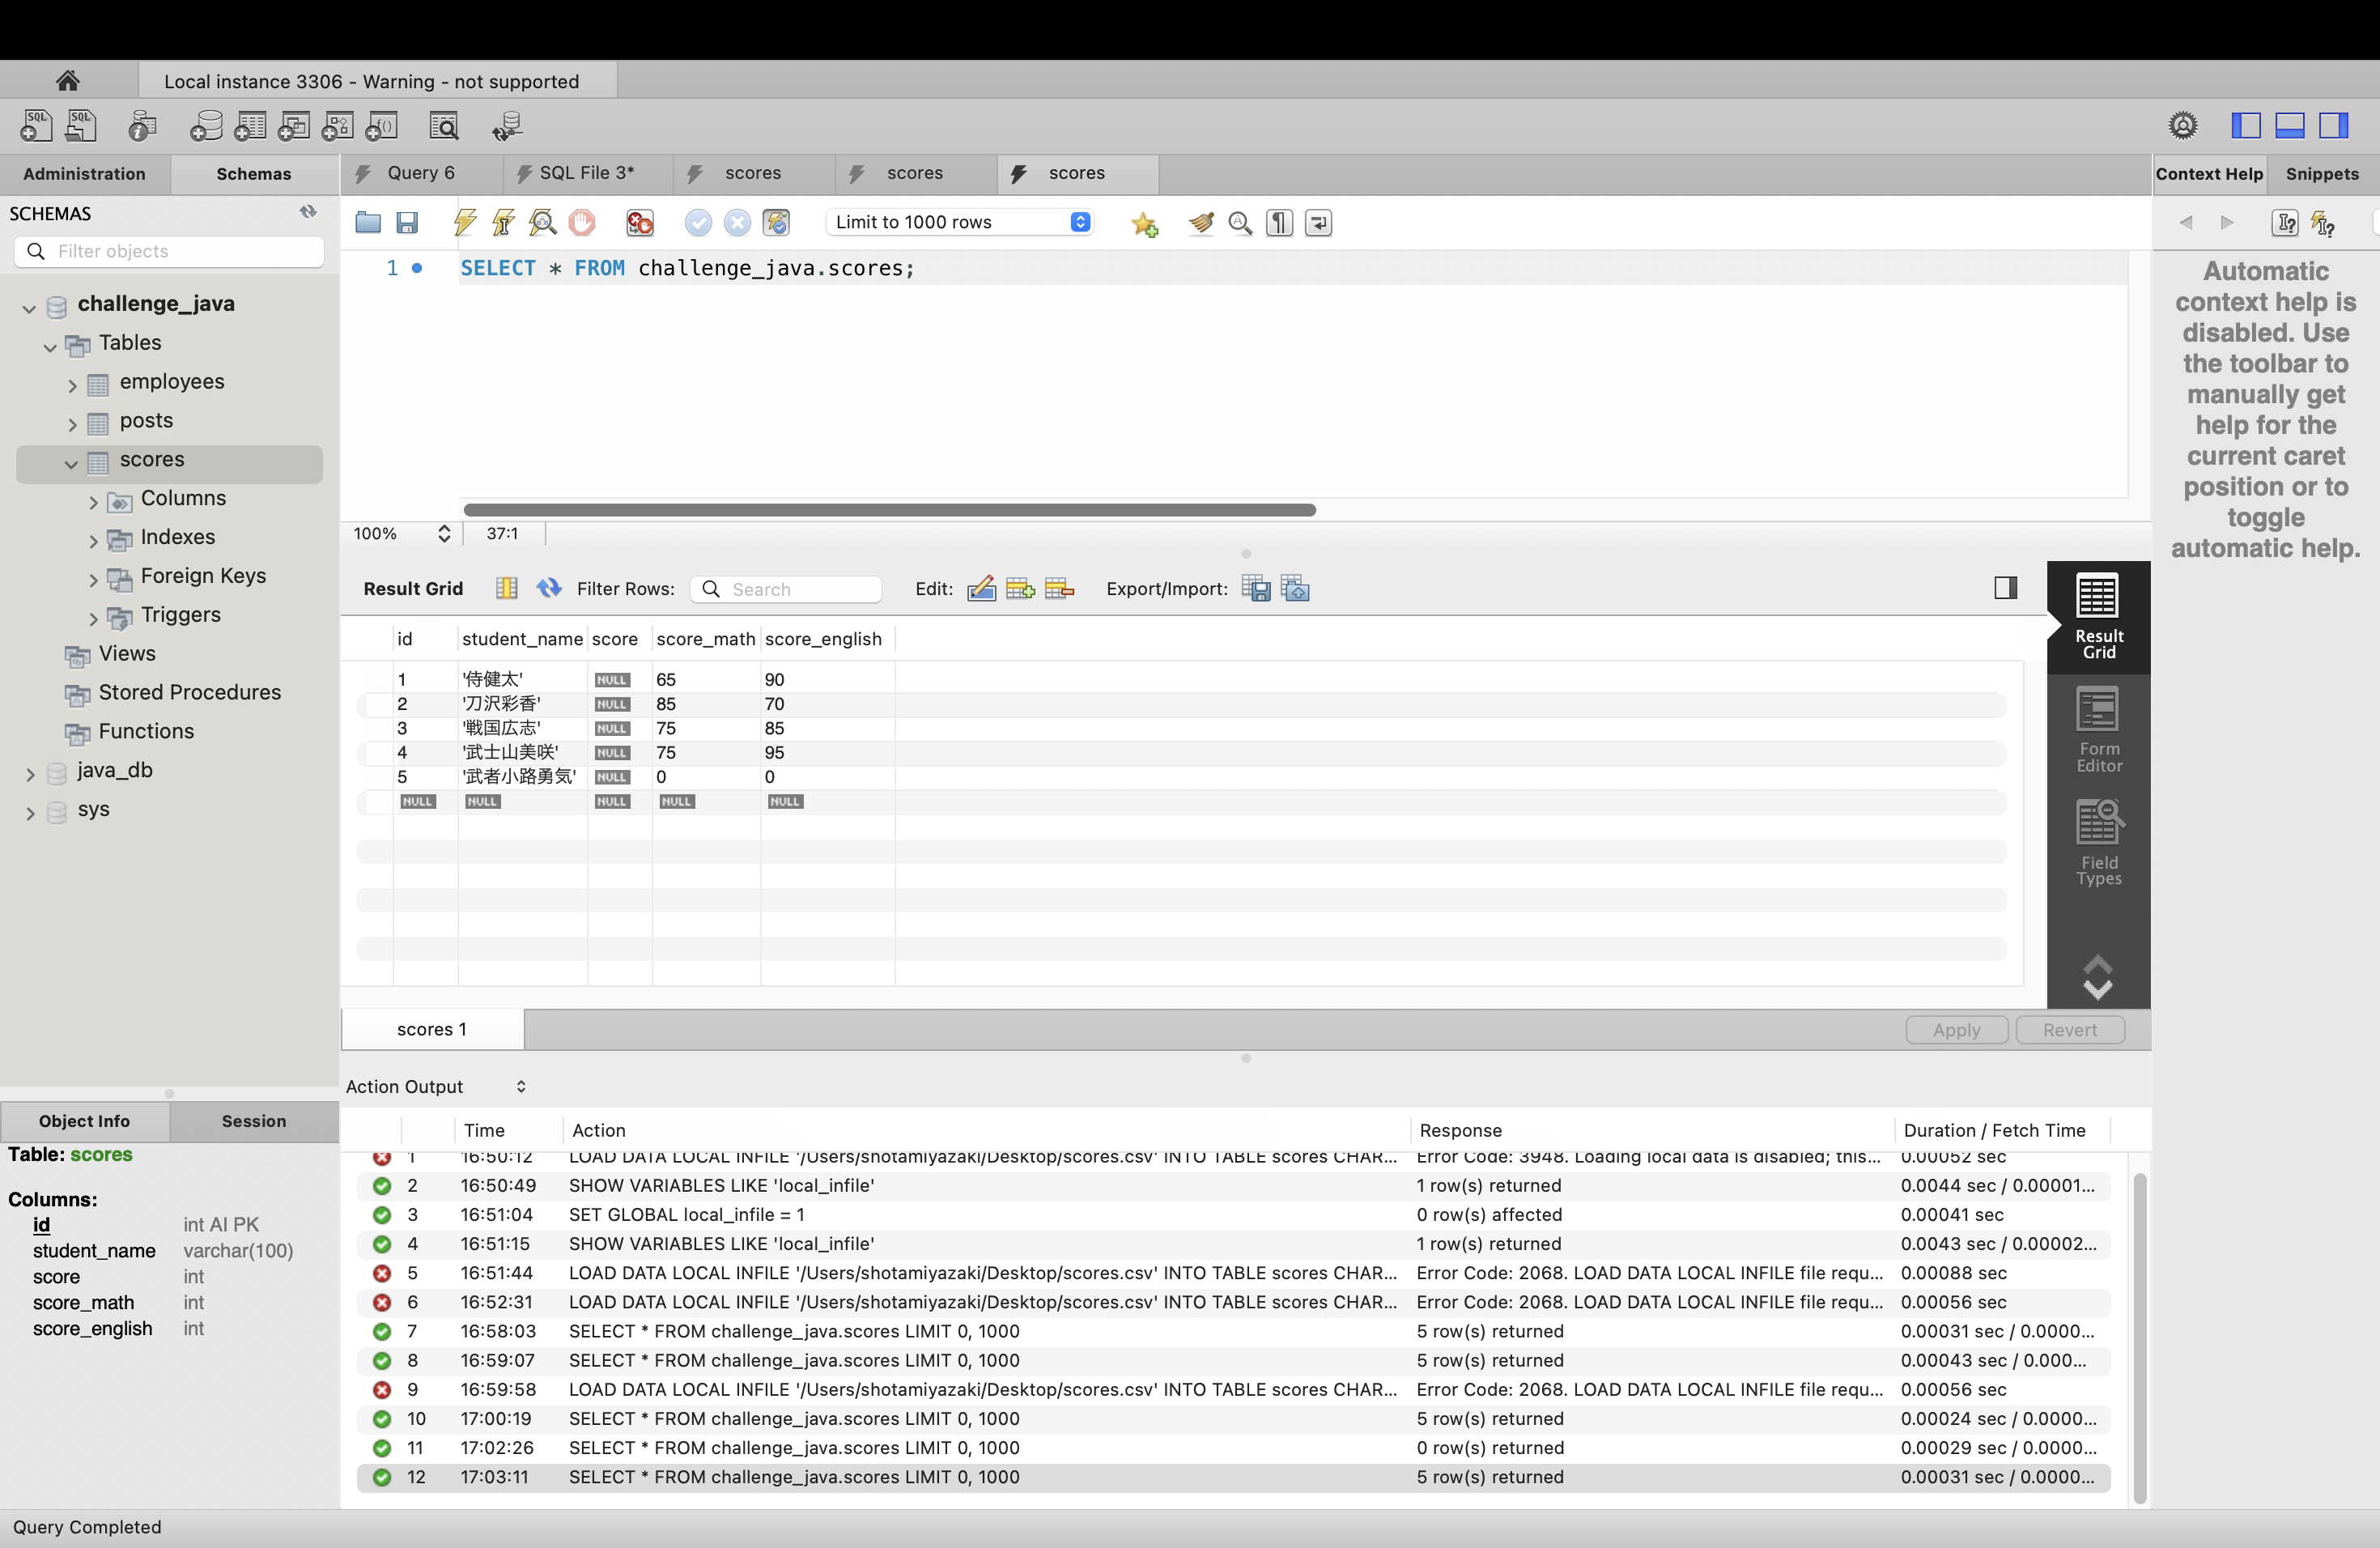 Local instance 3306 - Warning - not supported
Administration Schemas
Query 6 SQL File 3* scores scores scores
Context Help Snippets
SCHEMAS
Filter objects
challenge_java
Tables
employees
posts
scores
Columns
Indexes
Foreign Keys
Triggers
Views
Stored Procedures
Functions
java_db
sys
Limit to 1000 rows
1 SELECT * FROM challenge_java.scores;
100% 37:1
Automatic
context help is
disabled. Use
the toolbar to
manually get
help for the
current caret
position or to
toggle
automatic help.
Result Grid Filter Rows: Search Edit: Export/Import:
id student_name score score_math score_english
1 '侍健太' NULL 65 90
2 '刀沢彩香' NULL 85 70
3 '戦国広志' NULL 75 85
4 '武士山美咲' NULL 75 95
5 '武者小路勇気' NULL 0 0
NULL NULL NULL NULL NULL
Result
Grid
Form
Editor
Field
Types
scores 1 Apply Revert
Action Output
Time Action Response Duration / Fetch Time
1 16:50:12 LOAD DATA LOCAL INFILE '/Users/shotamiyazaki/Desktop/scores.csv' INTO TABLE scores CHAR... Error Code: 3948. Loading local data is disabled; this... 0.00052 sec
2 16:50:49 SHOW VARIABLES LIKE 'local_infile' 1 row(s) returned 0.0044 sec / 0.00001...
3 16:51:04 SET GLOBAL local_infile = 1 0 row(s) affected 0.00041 sec
4 16:51:15 SHOW VARIABLES LIKE 'local_infile' 1 row(s) returned 0.0043 sec / 0.00002...
5 16:51:44 LOAD DATA LOCAL INFILE '/Users/shotamiyazaki/Desktop/scores.csv' INTO TABLE scores CHAR... Error Code: 2068. LOAD DATA LOCAL INFILE file requ... 0.00088 sec
6 16:52:31 LOAD DATA LOCAL INFILE '/Users/shotamiyazaki/Desktop/scores.csv' INTO TABLE scores CHAR... Error Code: 2068. LOAD DATA LOCAL INFILE file requ... 0.00056 sec
7 16:58:03 SELECT * FROM challenge_java.scores LIMIT 0, 1000 5 row(s) returned 0.00031 sec / 0.0000...
8 16:59:07 SELECT * FROM challenge_java.scores LIMIT 0, 1000 5 row(s) returned 0.00043 sec / 0.000...
9 16:59:58 LOAD DATA LOCAL INFILE '/Users/shotamiyazaki/Desktop/scores.csv' INTO TABLE scores CHAR... Error Code: 2068. LOAD DATA LOCAL INFILE file requ... 0.00056 sec
10 17:00:19 SELECT * FROM challenge_java.scores LIMIT 0, 1000 5 row(s) returned 0.00024 sec / 0.0000...
11 17:02:26 SELECT * FROM challenge_java.scores LIMIT 0, 1000 0 row(s) returned 0.00029 sec / 0.0000...
12 17:03:11 SELECT * FROM challenge_java.scores LIMIT 0, 1000 5 row(s) returned 0.00031 sec / 0.0000...
Object Info Session
Table: scores
Columns:
id int AI PK
student_name varchar(100)
score int
score_math int
score_english int
Query Completed